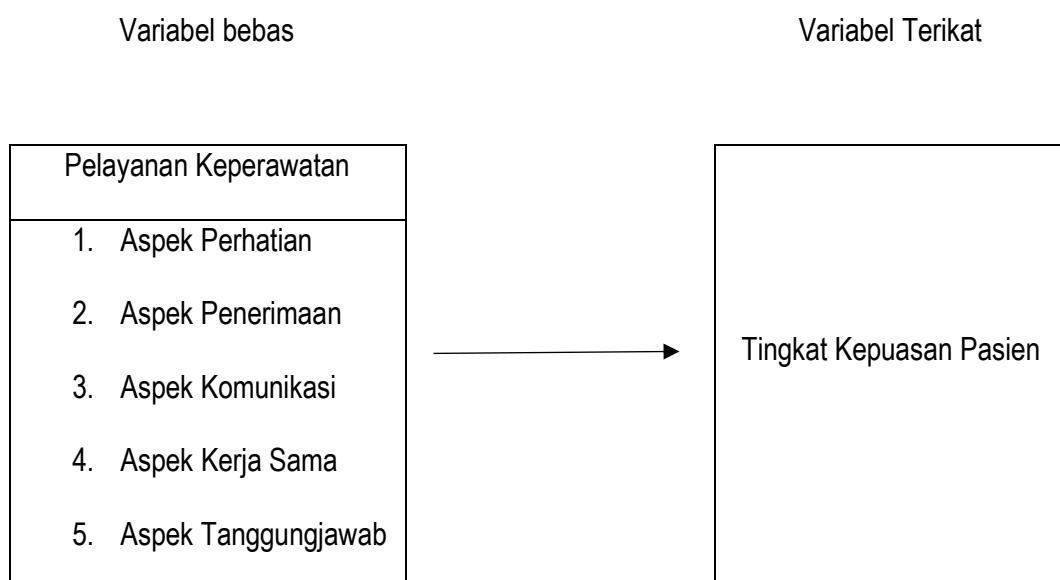 Variabel bebas
Variabel Terikat
Pelayanan Keperawatan
1. Aspek Perhatian
2. Aspek Penerimaan
3. Aspek Komunikasi
4. Aspek Kerja Sama
5. Aspek Tanggungjawab
Tingkat Kepuasan Pasien